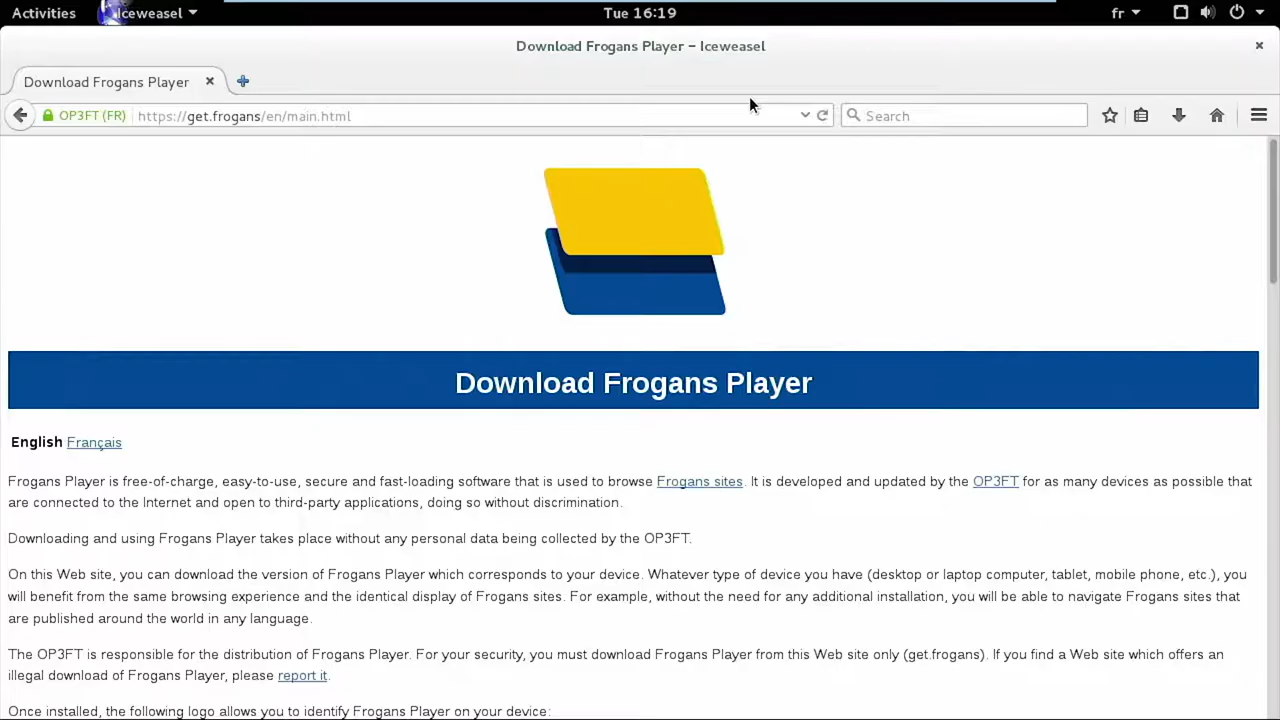 Activities Iceweasel Tue 16:19 fr
Download Frogans Player – Iceweasel
Download Frogans Player
OP3FT (FR) https://get.frogans/en/main.html Search
Download Frogans Player
English Français
Frogans Player is free-of-charge, easy-to-use, secure and fast-loading software that is used to browse Frogans sites. It is developed and updated by the OP3FT for as many devices as possible that
are connected to the Internet and open to third-party applications, doing so without discrimination.
Downloading and using Frogans Player takes place without any personal data being collected by the OP3FT.
On this Web site, you can download the version of Frogans Player which corresponds to your device. Whatever type of device you have (desktop or laptop computer, tablet, mobile phone, etc.), you
will benefit from the same browsing experience and the identical display of Frogans sites. For example, without the need for any additional installation, you will be able to navigate Frogans sites that
are published around the world in any language.
The OP3FT is responsible for the distribution of Frogans Player. For your security, you must download Frogans Player from this Web site only (get.frogans). If you find a Web site which offers an
illegal download of Frogans Player, please report it.
Once installed, the following logo allows you to identify Frogans Player on your device: